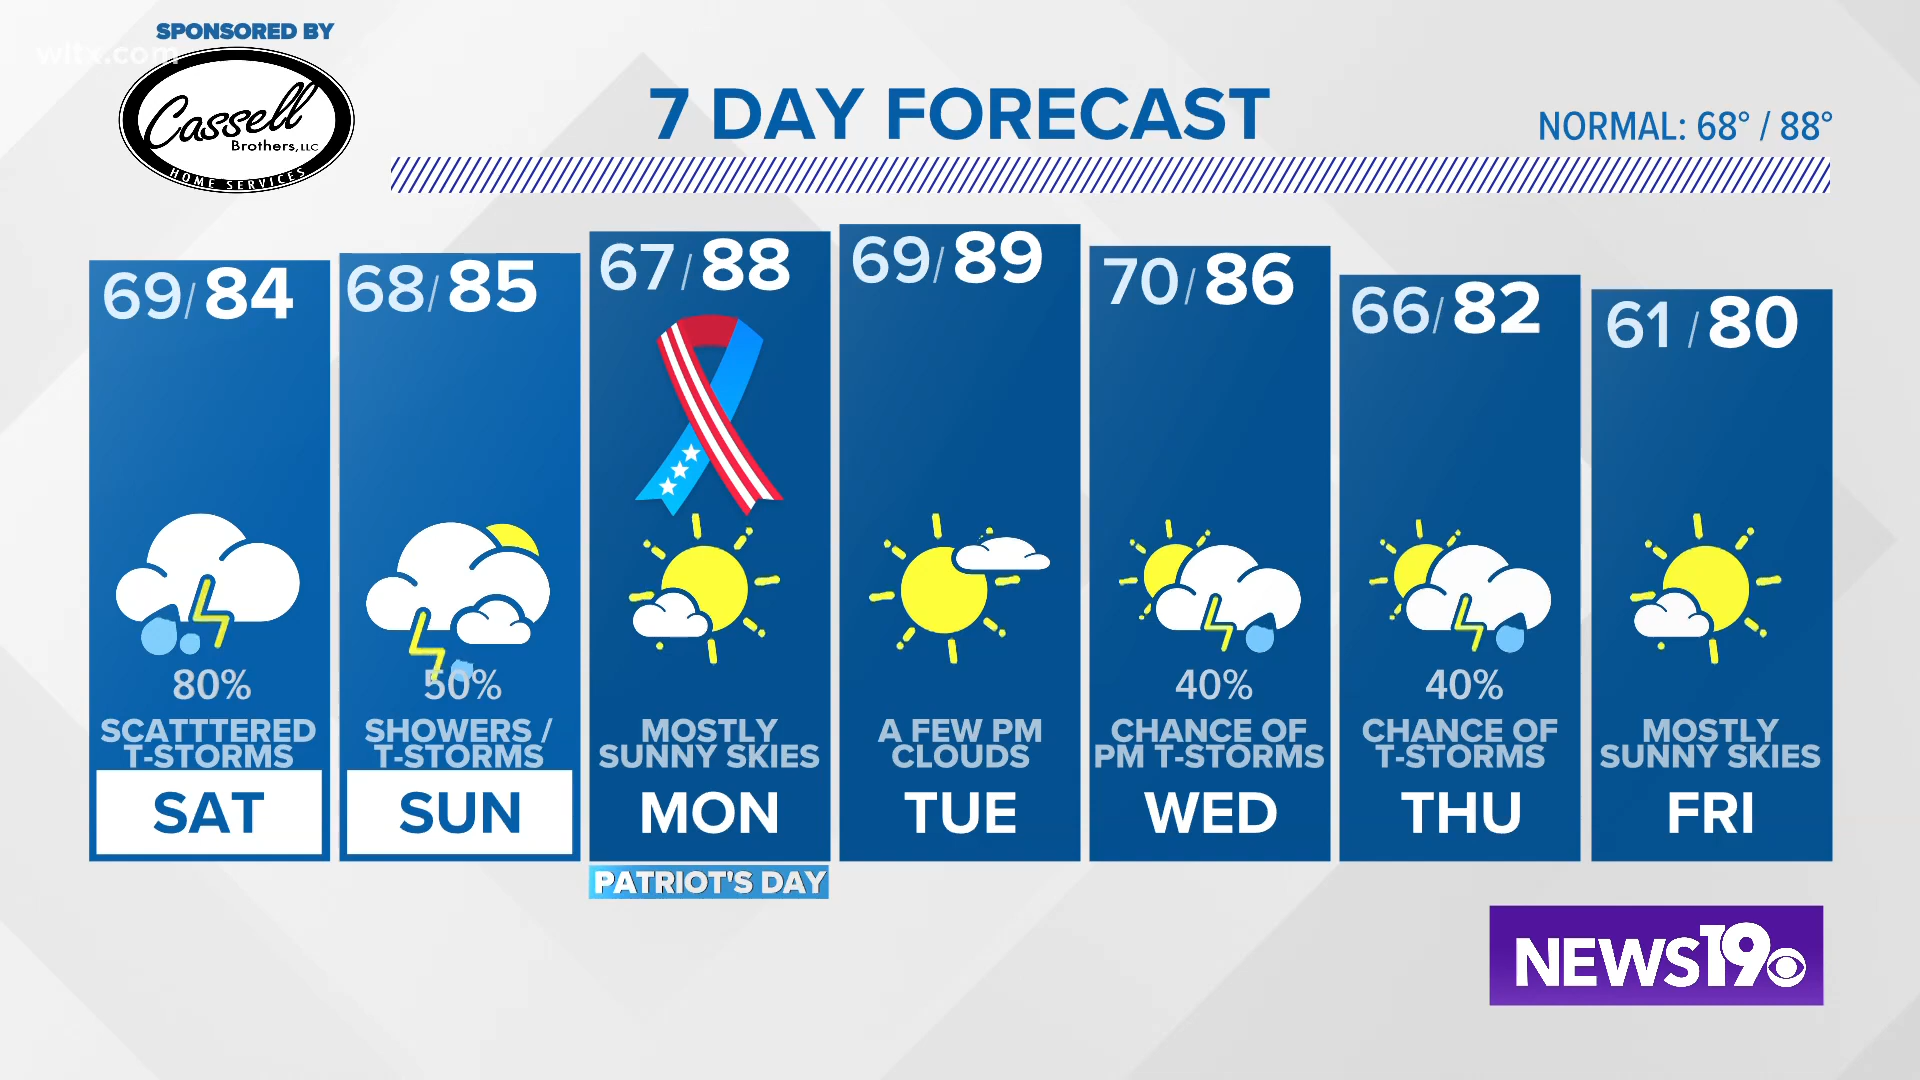 SPONSORED BY
wltx.com
Cassell
Brothers, LLC
HOME SERVICES
7 DAY FORECAST
NORMAL: 68° / 88°
69/84
68/85
67/88
69/89
70/86
66/82
61/80
80%
50%
40%
40%
SCATTTERED
T-STORMS
SHOWERS /
T-STORMS
MOSTLY
SUNNY SKIES
A FEW PM
CLOUDS
CHANCE OF
PM T-STORMS
CHANCE OF
T-STORMS
MOSTLY
SUNNY SKIES
SAT
SUN
MON
TUE
WED
THU
FRI
PATRIOT'S DAY
NEWS19